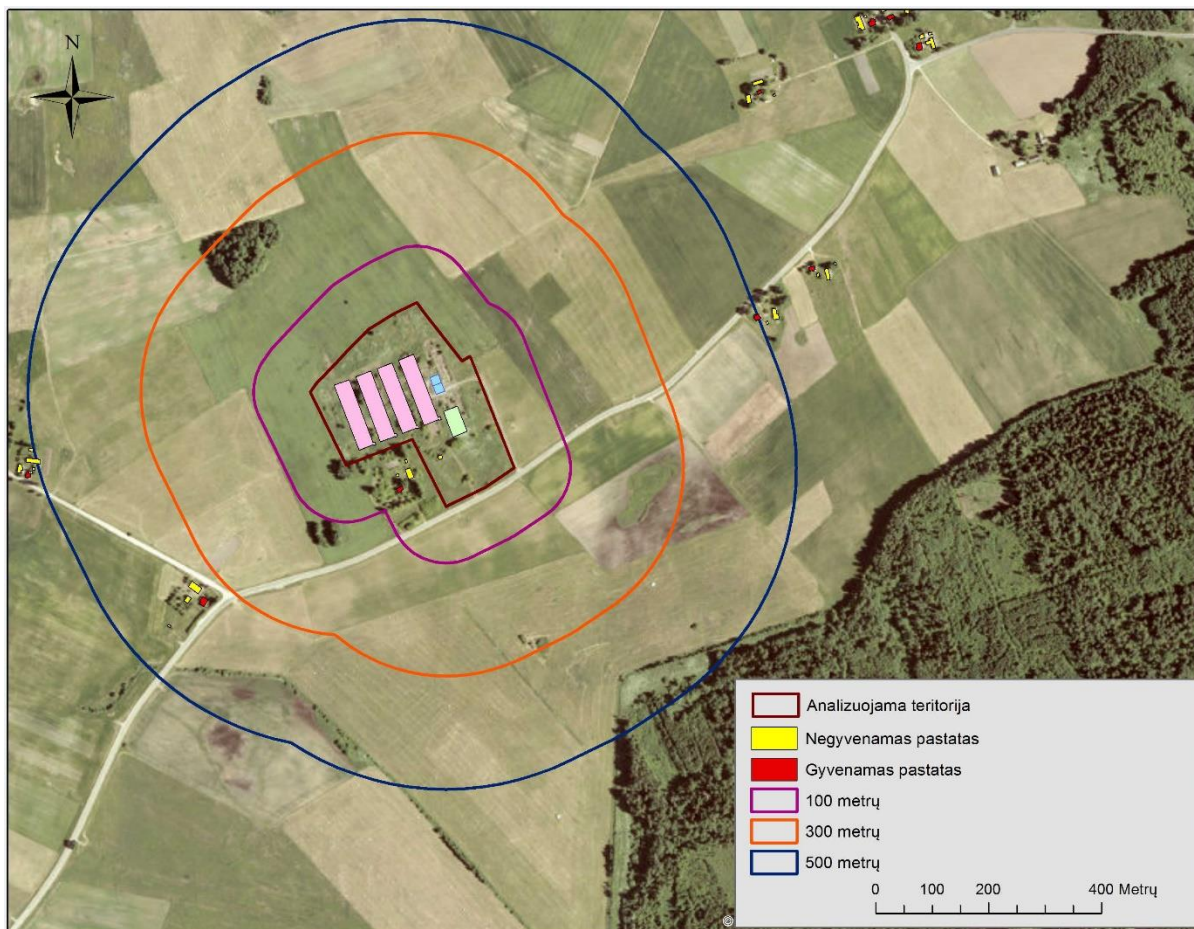 N
Analizuojama teritorija
Negyvenamas pastatas
Gyvenamas pastatas
100 metrų
300 metrų
500 metrų
0 100 200 400 Metrų
©